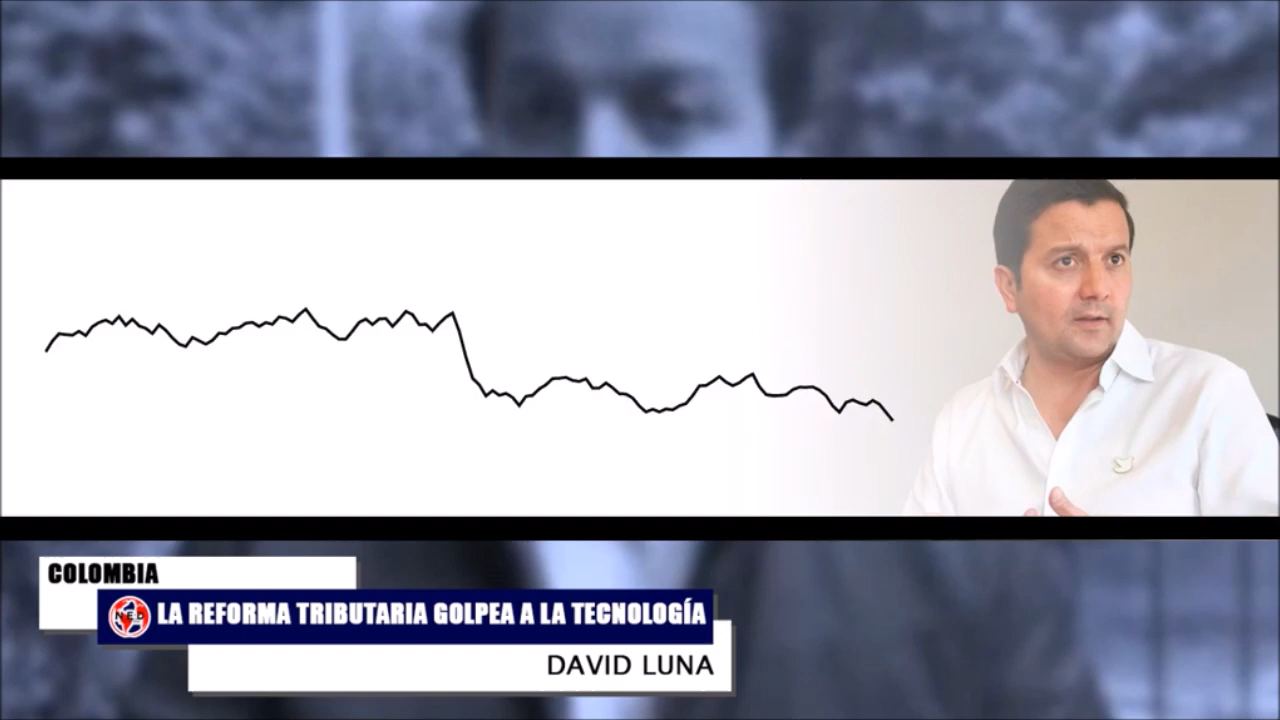 COLOMBIA
LA REFORMA TRIBUTARIA GOLPEA A LA TECNOLOGÍA
DAVID LUNA